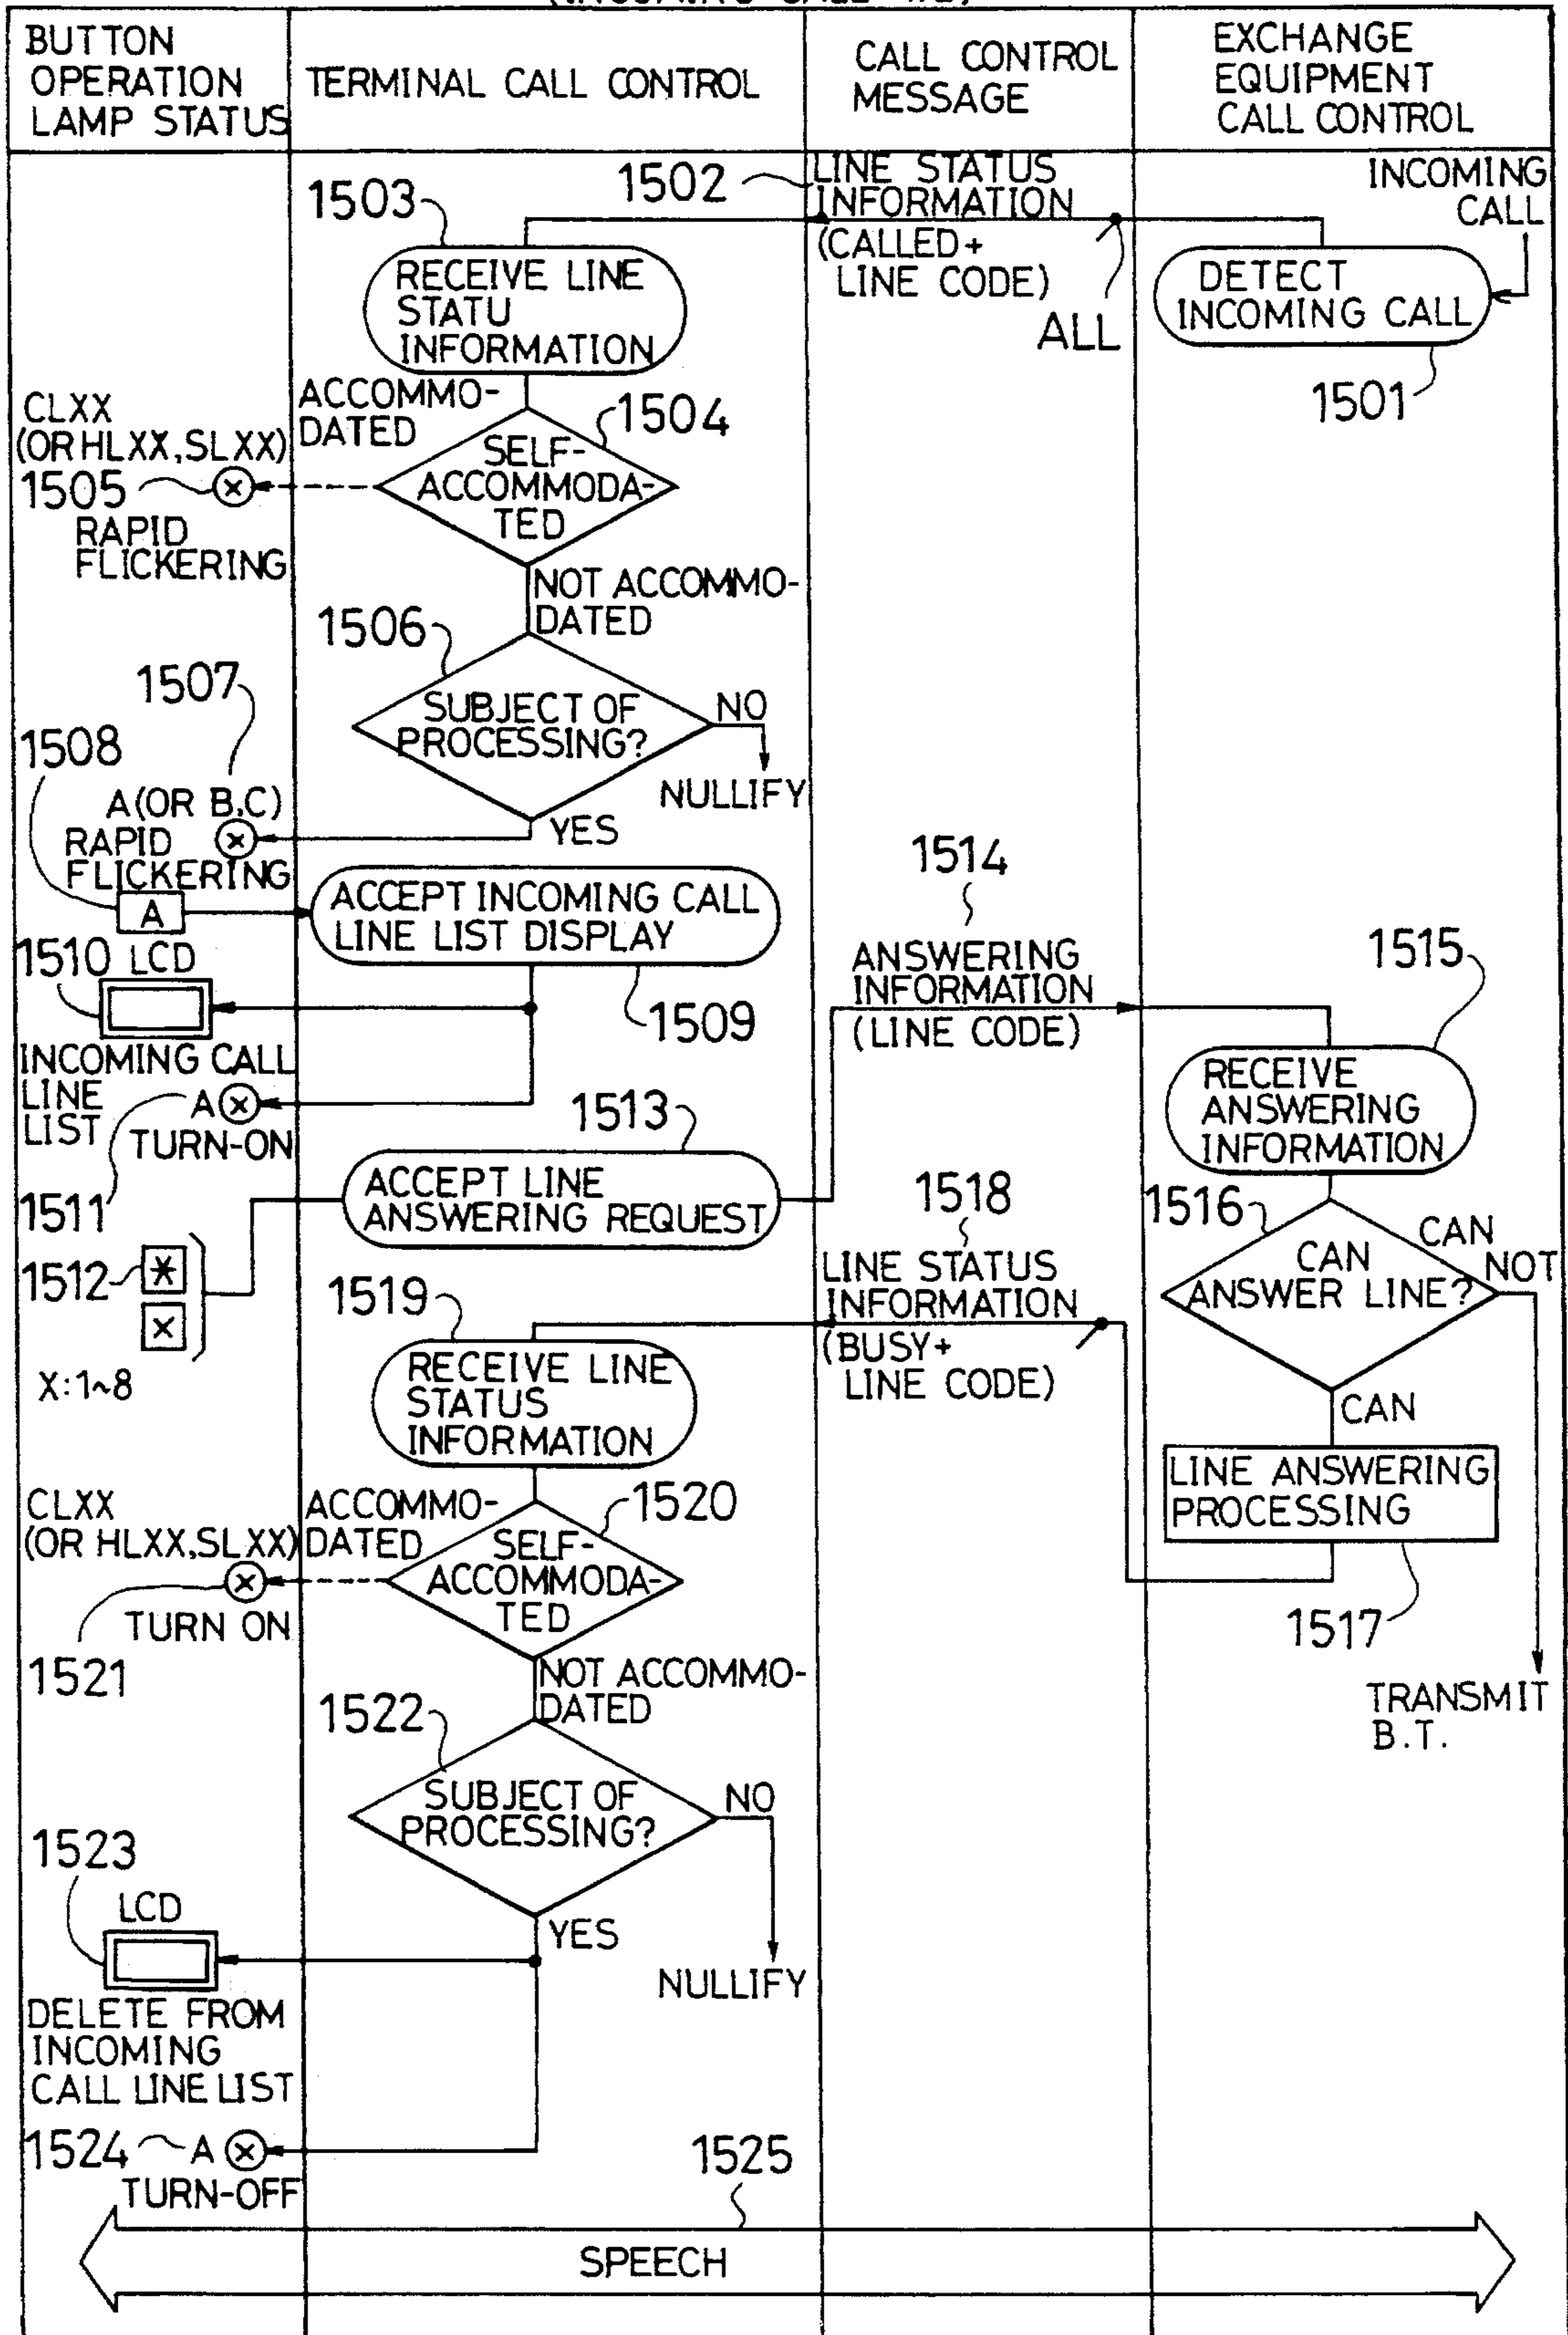 BUTTON
OPERATION
LAMP STATUS
TERMINAL CALL CONTROL
CALL CONTROL
MESSAGE
EXCHANGE
EQUIPMENT
CALL CONTROL
INCOMING
CALL
1502
LINE STATUS
INFORMATION
(CALLED+
LINE CODE)
ALL
DETECT
INCOMING CALL
1501
1503
RECEIVE LINE
STATU
INFORMATION
ACCOMMO-
DATED
1504
SELF-
ACCOMMODA-
TED
CLXX
(OR HLXX,SLXX)
1505
X
RAPID
FLICKERING
NOT ACCOMMO-
DATED
1506
SUBJECT OF
PROCESSING?
NO
NULLIFY
YES
1507
A(OR B,C)
X
RAPID
FLICKERING
1508
A
ACCEPT INCOMING CALL
LINE LIST DISPLAY
1509
1510
LCD
INCOMING CALL
LINE
LIST
A X
TURN-ON
1511
1512
*
X
X:1~8
1513
ACCEPT LINE
ANSWERING REQUEST
1514
ANSWERING
INFORMATION
(LINE CODE)
1515
RECEIVE
ANSWERING
INFORMATION
1516
CAN
ANSWER LINE?
CAN
NOT
CAN
LINE ANSWERING
PROCESSING
1517
TRANSMIT
B.T.
1518
LINE STATUS
INFORMATION
(BUSY+
LINE CODE)
1519
RECEIVE LINE
STATUS
INFORMATION
ACCOMMO-
DATED
1520
SELF-
ACCOMMODA-
TED
CLXX
(OR HLXX,SLXX)
X
TURN ON
1521
NOT ACCOMMO-
DATED
1522
SUBJECT OF
PROCESSING?
NO
NULLIFY
YES
1523
LCD
DELETE FROM
INCOMING
CALL LINE LIST
1524
A X
TURN-OFF
1525
SPEECH